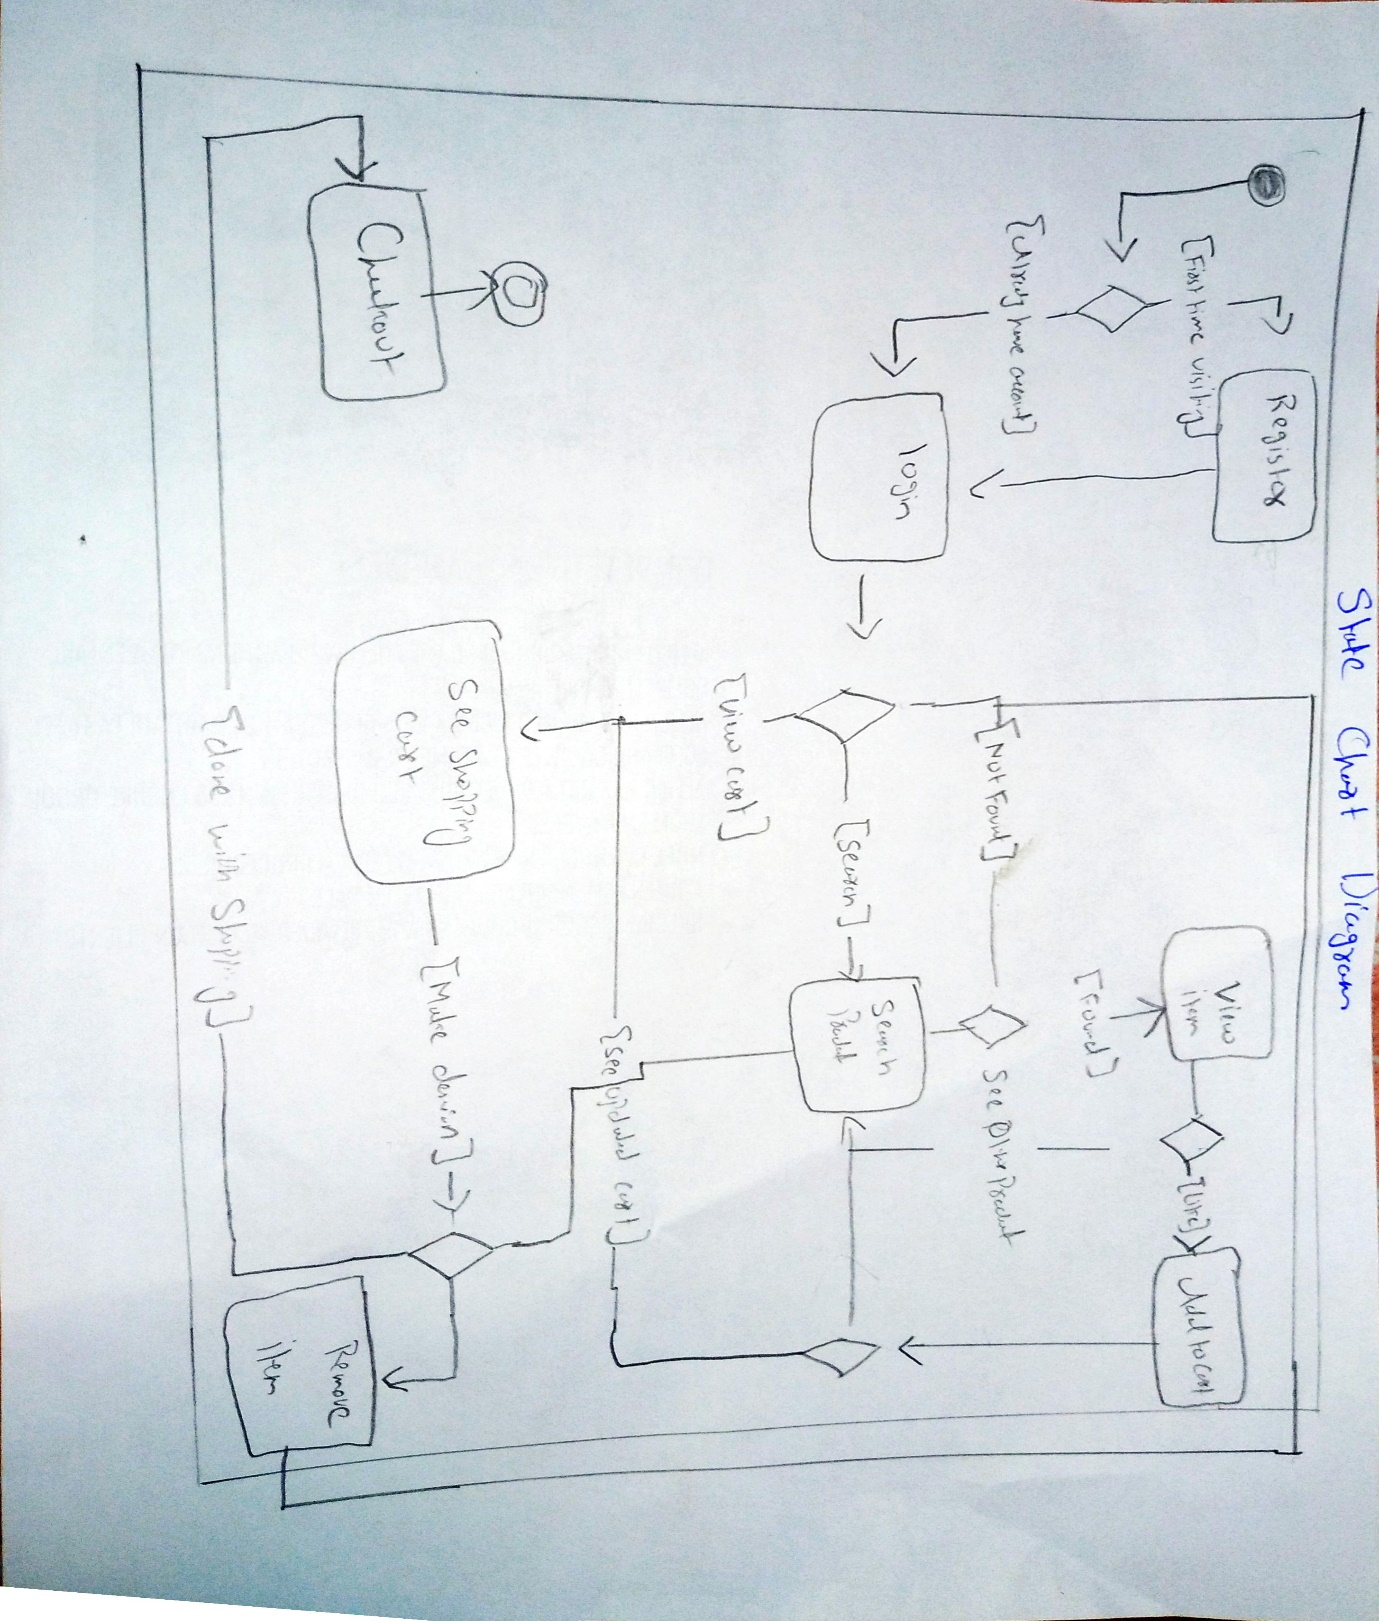 State Chart Diagram
[First time visiting]
Register
[Already have account]
login
[Not Found]
[View cart]
[Search]
Search
Product
[Found]
View
item
[like]
Add to Cart
See other Product
See Shopping
Cart
[see updated cart]
[Make decision]
Remove
item
[done with Shopping]
Checkout